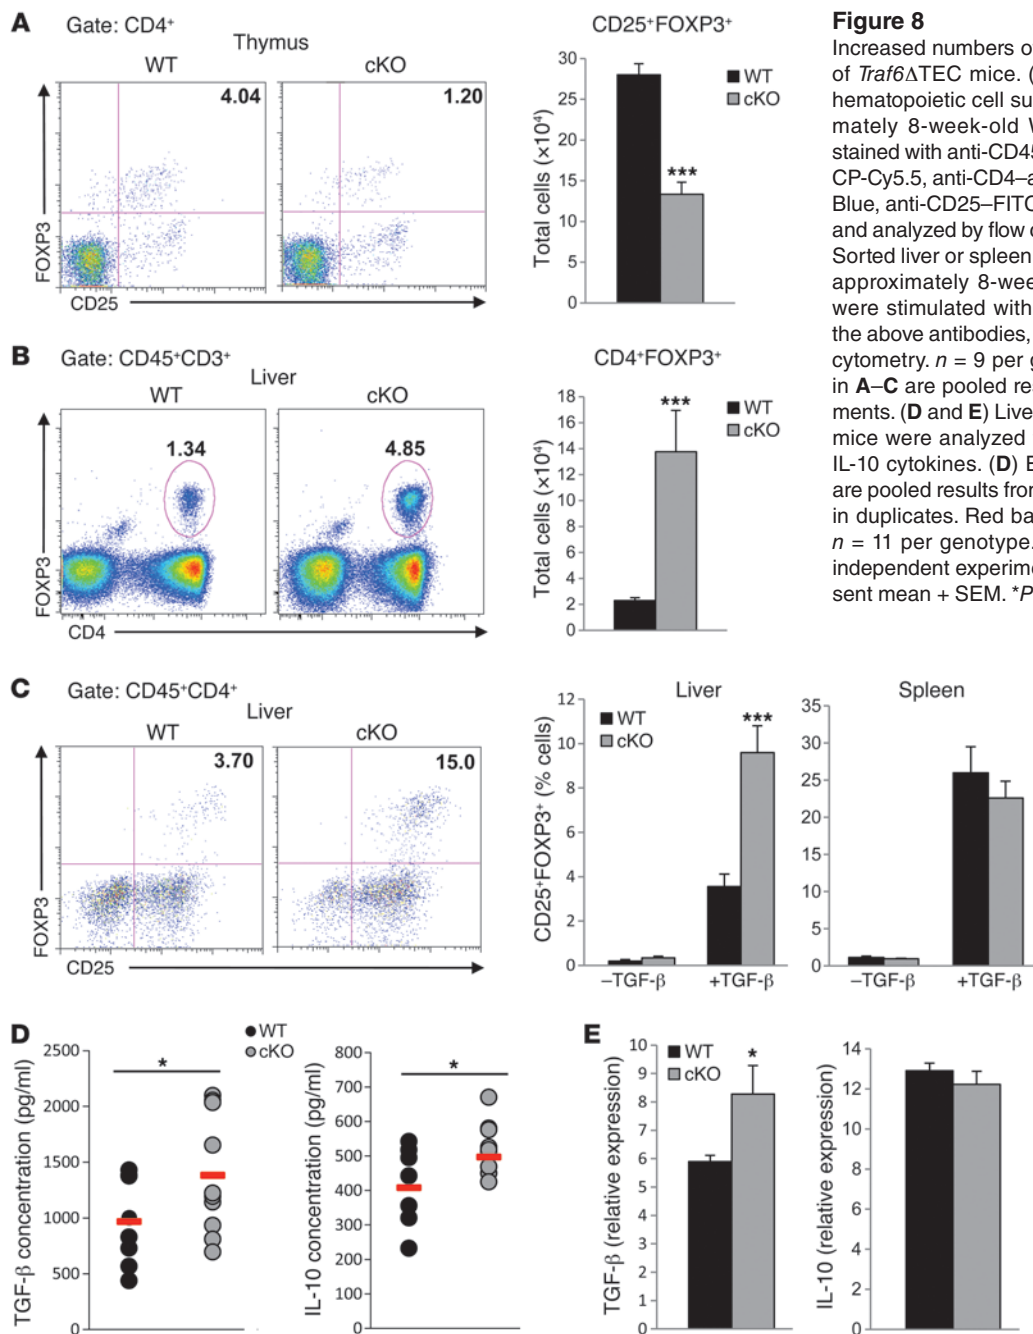 A
Gate: CD4⁺
Thymus
WT
cKO
4.04
1.20
FOXP3
CD25
CD25⁺FOXP3⁺
Total cells (×10⁴)
30
25
20
15
10
5
0
WT
cKO
***
B
Gate: CD45⁺CD3⁺
Liver
WT
cKO
1.34
4.85
FOXP3
CD4
CD4⁺FOXP3⁺
Total cells (×10⁴)
18
16
14
12
10
8
6
4
2
0
WT
cKO
***
Figure 8
Increased numbers o
of Traf6ΔTEC mice. (
hematopoietic cell su
mately 8-week-old W
stained with anti-CD45
CP-Cy5.5, anti-CD4–a
Blue, anti-CD25–FITC
and analyzed by flow c
Sorted liver or spleen
approximately 8-wee
were stimulated with
the above antibodies,
cytometry. n = 9 per g
in A–C are pooled res
ments. (D and E) Live
mice were analyzed
IL-10 cytokines. (D) E
are pooled results from
in duplicates. Red ba
n = 11 per genotype.
independent experime
sent mean + SEM. *P
C
Gate: CD45⁺CD4⁺
Liver
WT
cKO
3.70
15.0
FOXP3
CD25
Liver
CD25⁺FOXP3⁺ (% cells)
12
10
8
6
4
2
0
WT
cKO
***
–TGF-β
+TGF-β
Spleen
35
30
25
20
15
10
5
0
–TGF-β
+TGF-β
D
WT
cKO
TGF-β concentration (pg/ml)
2500
2000
1500
1000
500
0
*
IL-10 concentration (pg/ml)
800
700
600
500
400
300
200
100
0
*
E
TGF-β (relative expression)
10
9
8
7
6
5
4
3
2
1
0
WT
cKO
*
IL-10 (relative expression)
14
12
10
8
6
4
2
0